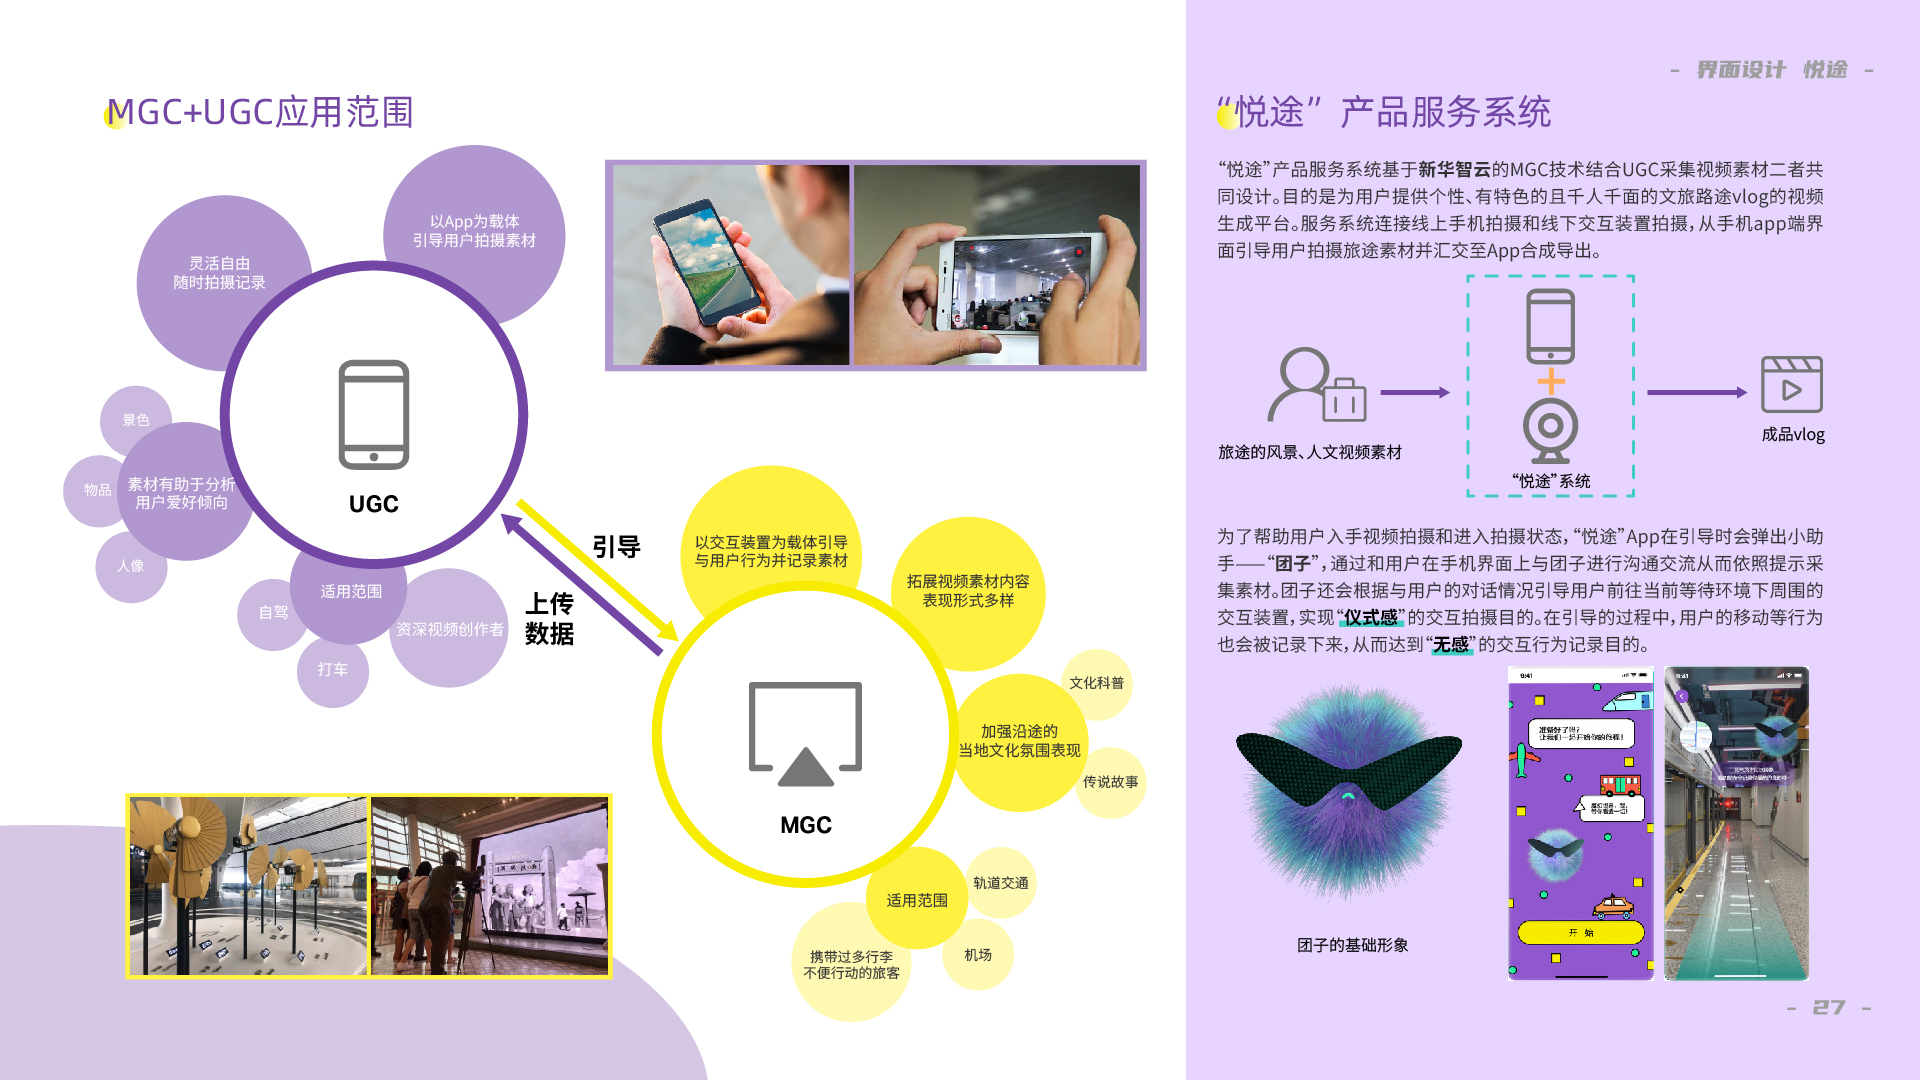 - 界面设计 悦途 -
MGC+UGC应用范围
以App为载体
引导用户拍摄素材
灵活自由
随时拍摄记录
景色
物品
素材有助于分析
用户爱好倾向
人像
UGC
适用范围
自驾
资深视频创作者
打车
引导
上传
数据
以交互装置为载体引导
与用户行为并记录素材
拓展视频素材内容
表现形式多样
文化科普
加强沿途的
当地文化氛围表现
传说故事
MGC
适用范围
轨道交通
机场
携带过多行李
不便行动的旅客
“悦途”产品服务系统
“悦途”产品服务系统基于新华智云的MGC技术结合UGC采集视频素材二者共
同设计。目的是为用户提供个性、有特色的且千人千面的文旅路途vlog的视频
生成平台。服务系统连接线上手机拍摄和线下交互装置拍摄，从手机app端界
面引导用户拍摄旅途素材并汇交至App合成导出。
旅途的风景、人文视频素材
“悦途”系统
成品vlog
为了帮助用户入手视频拍摄和进入拍摄状态，“悦途”App在引导时会弹出小助
手——“团子”，通过和用户在手机界面上与团子进行沟通交流从而依照提示采
集素材。团子还会根据与用户的对话情况引导用户前往当前等待环境下周围的
交互装置，实现“仪式感”的交互拍摄目的。在引导的过程中，用户的移动等行为
也会被记录下来，从而达到“无感”的交互行为记录目的。
团子的基础形象
9:41
准备好了吗？
让我们一起开始你的旅程！
开 始
9:41
- 27 -